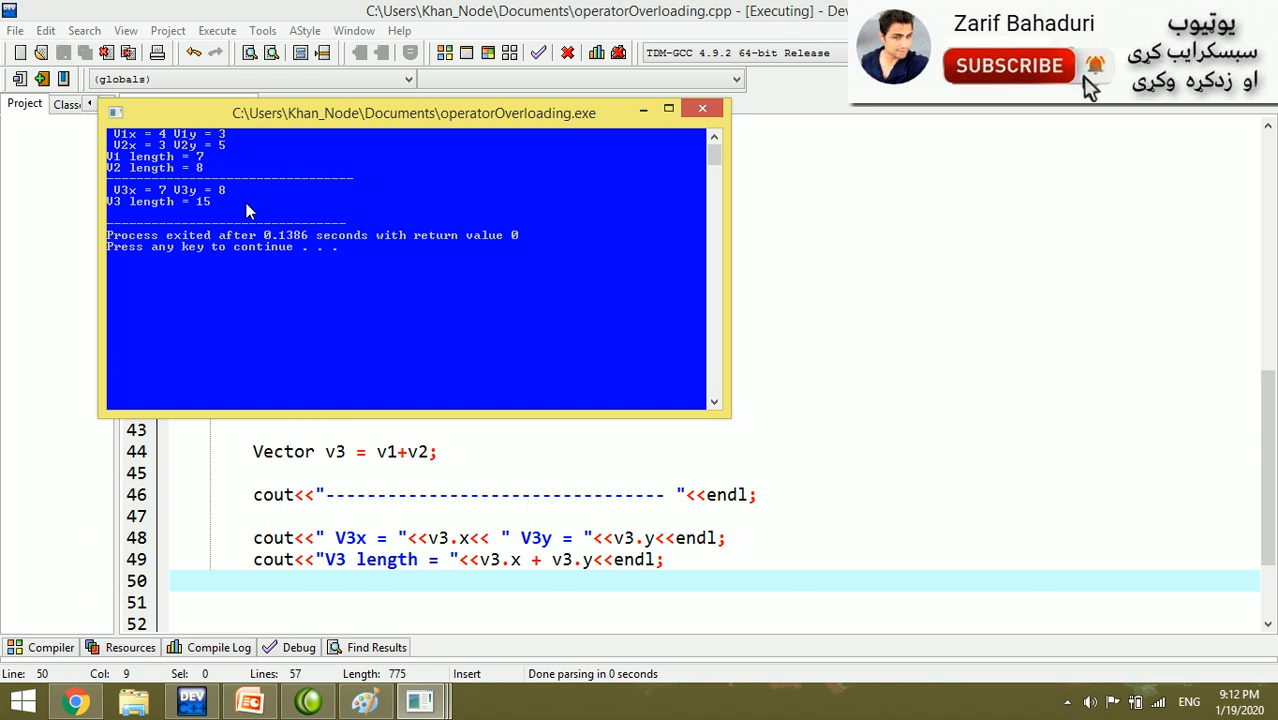 C:\Users\Khan_Node\Documents\operatorOverloading.cpp - [Executing] - Dev
File Edit Search View Project Execute Tools AStyle Window Help
TDM-GCC 4.9.2 64-bit Release
(globals)
Project Classe
Zarif Bahaduri
SUBSCRIBE
یوټیوب
سبسکرایب کړی
او زدکړه وکړی
C:\Users\Khan_Node\Documents\operatorOverloading.exe
V1x = 4 V1y = 3
V2x = 3 V2y = 5
V1 length = 7
V2 length = 8
---------------------------------
V3x = 7 V3y = 8
V3 length = 15
--------------------------------
Process exited after 0.1386 seconds with return value 0
Press any key to continue . . .
43
44 Vector v3 = v1+v2;
45
46 cout<<"--------------------------------- "<<endl;
47
48 cout<<" V3x = "<<v3.x<< " V3y = "<<v3.y<<endl;
49 cout<<"V3 length = "<<v3.x + v3.y<<endl;
50
51
52
Compiler Resources Compile Log Debug Find Results
Line: 50 Col: 9 Sel: 0 Lines: 57 Length: 775 Insert Done parsing in 0 seconds
DEV C++
ENG
9:12 PM
1/19/2020